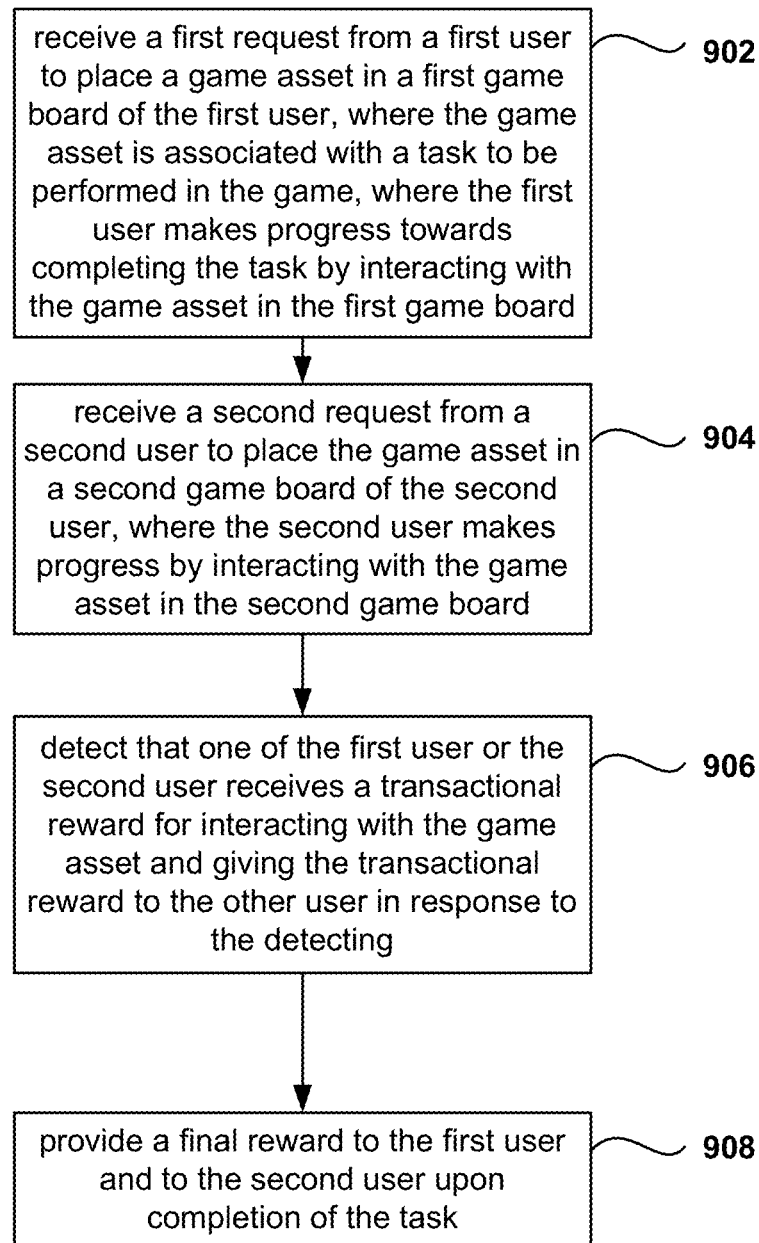 receive a first request from a first user
to place a game asset in a first game
board of the first user, where the game
asset is associated with a task to be
performed in the game, where the first
user makes progress towards
completing the task by interacting with
the game asset in the first game board
902
receive a second request from a
second user to place the game asset in
a second game board of the second
user, where the second user makes
progress by interacting with the game
asset in the second game board
904
detect that one of the first user or the
second user receives a transactional
reward for interacting with the game
asset and giving the transactional
reward to the other user in response to
the detecting
906
provide a final reward to the first user
and to the second user upon
completion of the task
908